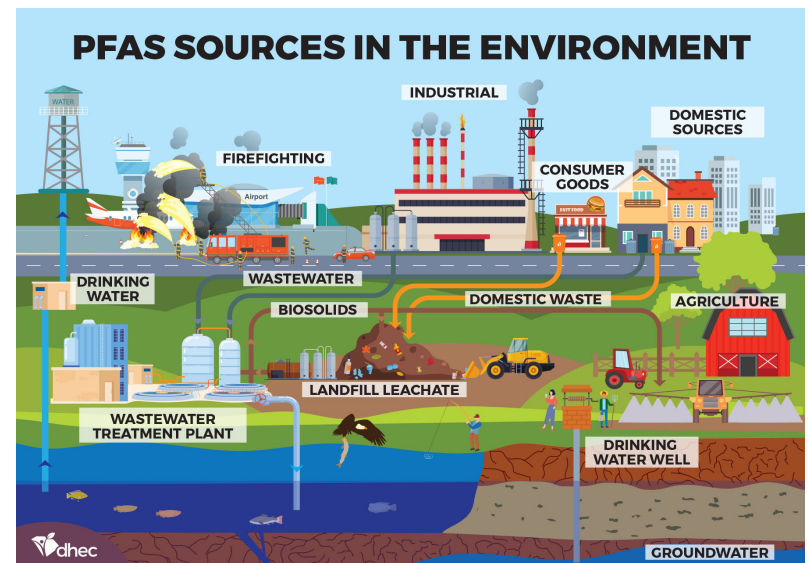 PFAS SOURCES IN THE ENVIRONMENT
WATER
INDUSTRIAL
DOMESTIC
SOURCES
FIREFIGHTING
CONSUMER
GOODS
Airport
FAST FOOD
DRINKING
WATER
WASTEWATER
DOMESTIC WASTE
AGRICULTURE
BIOSOLIDS
LANDFILL LEACHATE
WASTEWATER
TREATMENT PLANT
DRINKING
WATER WELL
dhec
GROUNDWATER